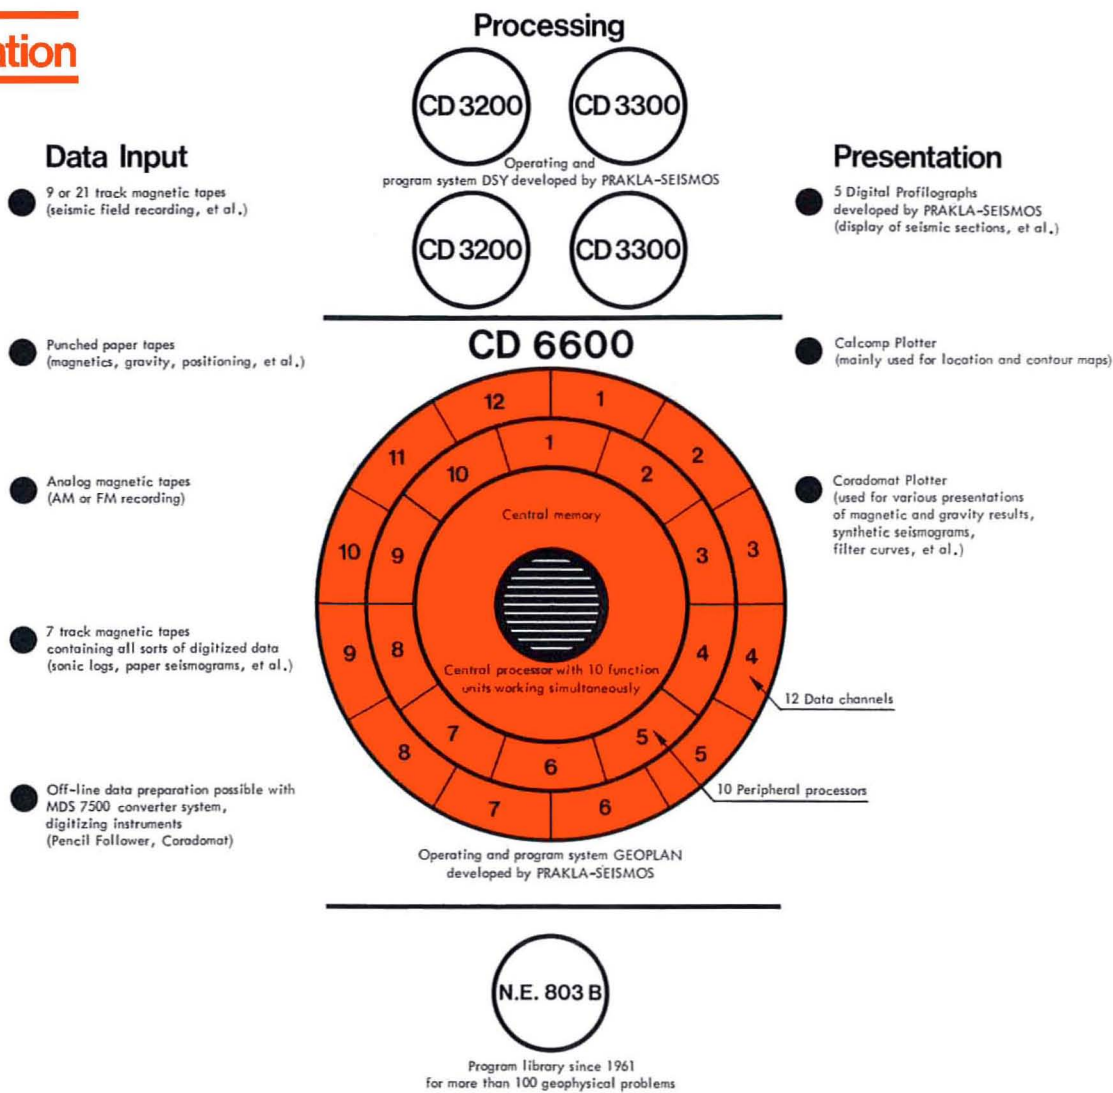 ation
Processing
CD 3200
CD 3300
Operating and
program system DSY developed by PRAKLA-SEISMOS
CD 3200
CD 3300
Data Input
9 or 21 track magnetic tapes
(seismic field recording, et al.)
Punched paper tapes
(magnetics, gravity, positioning, et al.)
Analog magnetic tapes
(AM or FM recording)
7 track magnetic tapes
containing all sorts of digitized data
(sonic logs, paper seismograms, et al.)
Off-line data preparation possible with
MDS 7500 converter system,
digitizing instruments
(Pencil Follower, Coradomat)
CD 6600
12
1
11
2
10
3
9
4
8
5
7
6
1
10
2
9
3
8
4
7
5
6
Central memory
Central processor with 10 function
units working simultaneously
12 Data channels
10 Peripheral processors
Operating and program system GEOPLAN
developed by PRAKLA-SEISMOS
N.E. 803 B
Program library since 1961
for more than 100 geophysical problems
Presentation
5 Digital Profilographs
developed by PRAKLA-SEISMOS
(display of seismic sections, et al.)
Calcomp Plotter
(mainly used for location and contour maps)
Coradomat Plotter
(used for various presentations
of magnetic and gravity results,
synthetic seismograms,
filter curves, et al.)